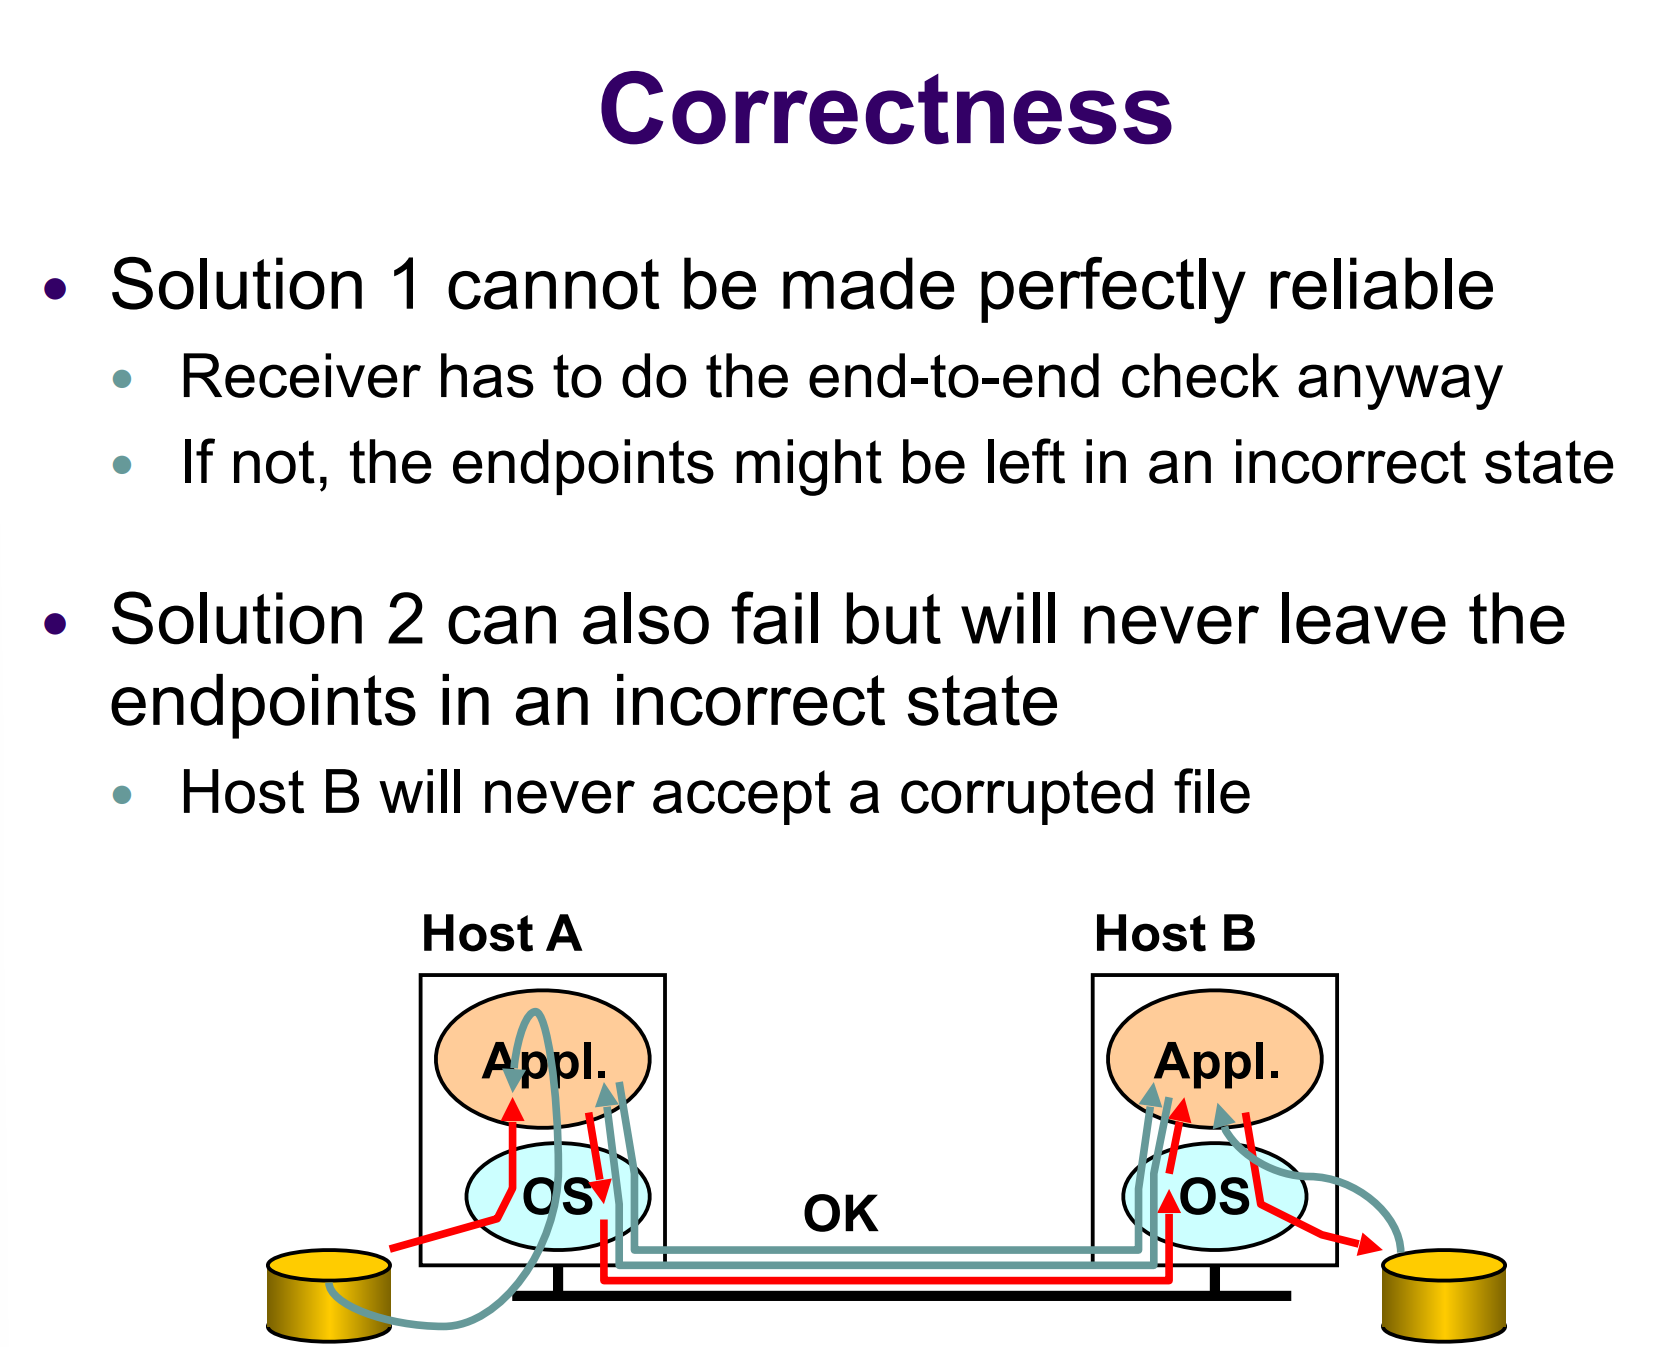 Correctness
• Solution 1 cannot be made perfectly reliable
• Receiver has to do the end-to-end check anyway
• If not, the endpoints might be left in an incorrect state
• Solution 2 can also fail but will never leave the
endpoints in an incorrect state
• Host B will never accept a corrupted file
Host A
Host B
Appl.
Appl.
OS
OK
OS